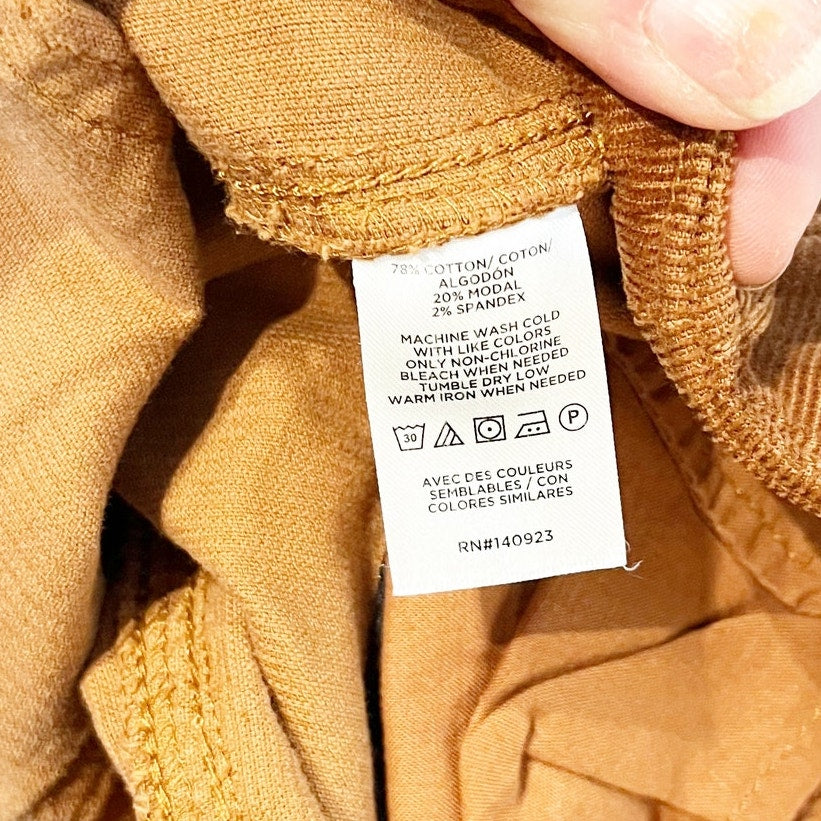 78% COTTON/ COTON/
ALGODÓN
20% MODAL
2% SPANDEX
MACHINE WASH COLD
WITH LIKE COLORS
ONLY NON-CHLORINE
BLEACH WHEN NEEDED
TUMBLE DRY LOW
WARM IRON WHEN NEEDED
30 P
AVEC DES COULEURS
SEMBLABLES / CON
COLORES SIMILARES
RN#140923